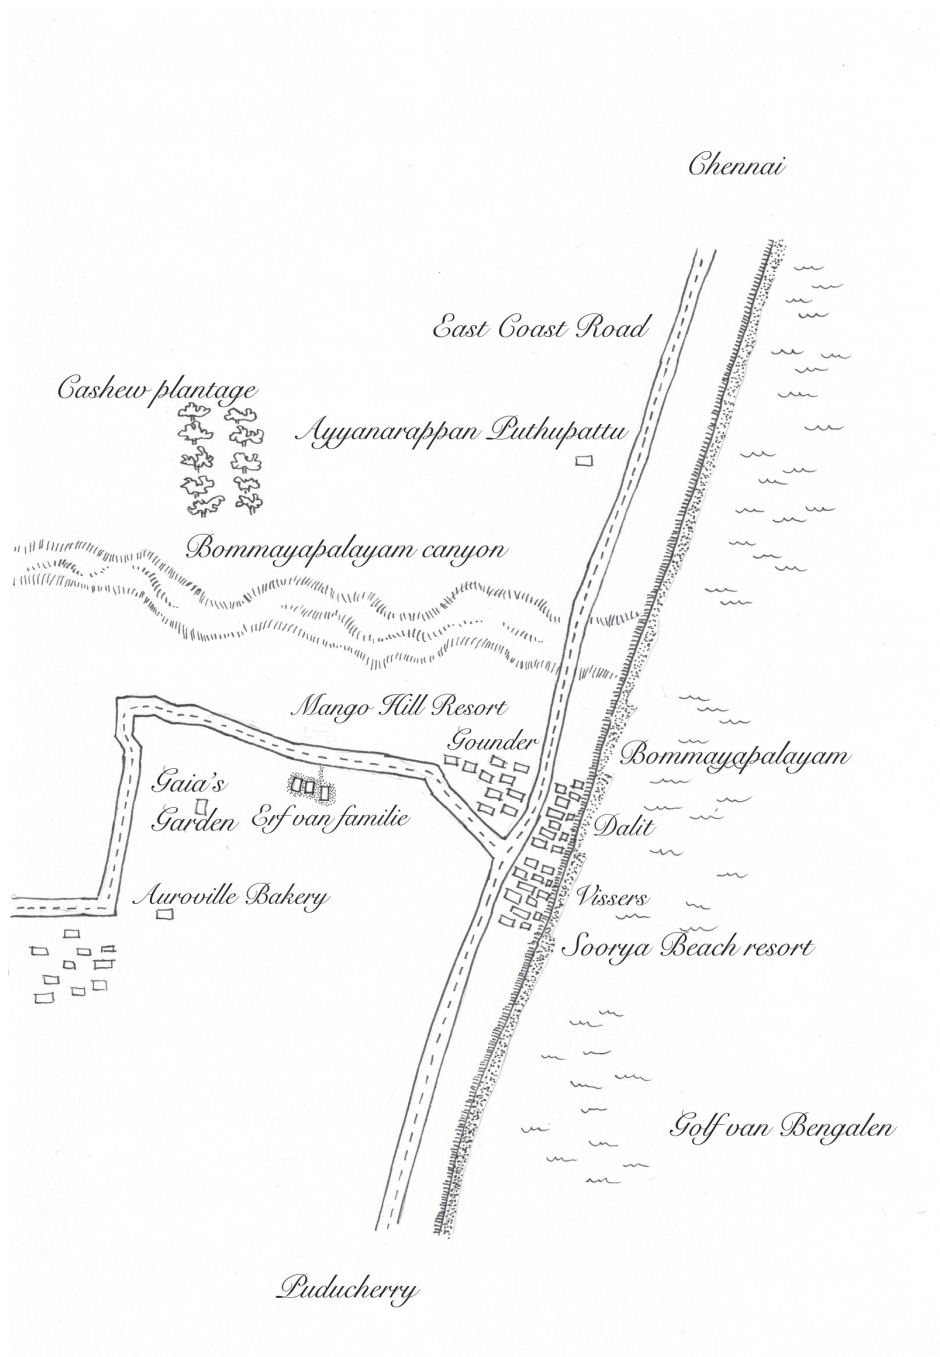 Chennai
East Coast Road
Cashew plantage
Ayyanarappan Puthupattu
Bommayapalayam canyon
Mango Hill Resort
Gounder
Bommayapalayam
Gaia's
Garden
Erf van familie
Dalit
Auroville Bakery
Vissers
Soorya Beach resort
Golf van Bengalen
Puducherry